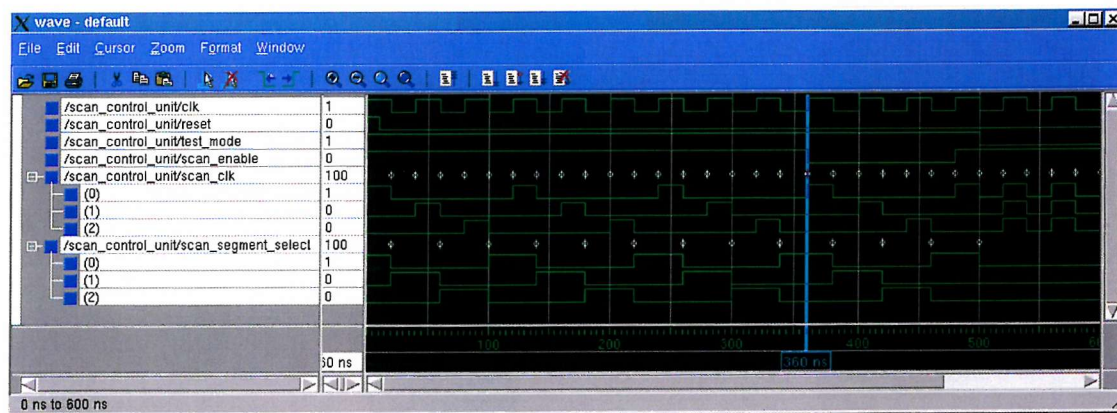 wave - default
File Edit Cursor Zoom Format Window
/scan_control_unit/clk 1
/scan_control_unit/reset 0
/scan_control_unit/test_mode 1
/scan_control_unit/scan_enable 0
/scan_control_unit/scan_clk 100
(0) 1
(1) 0
(2) 0
/scan_control_unit/scan_segment_select 100
(0) 1
(1) 0
(2) 0
100 200 300 400 500
50 ns 360 ns
0 ns to 600 ns